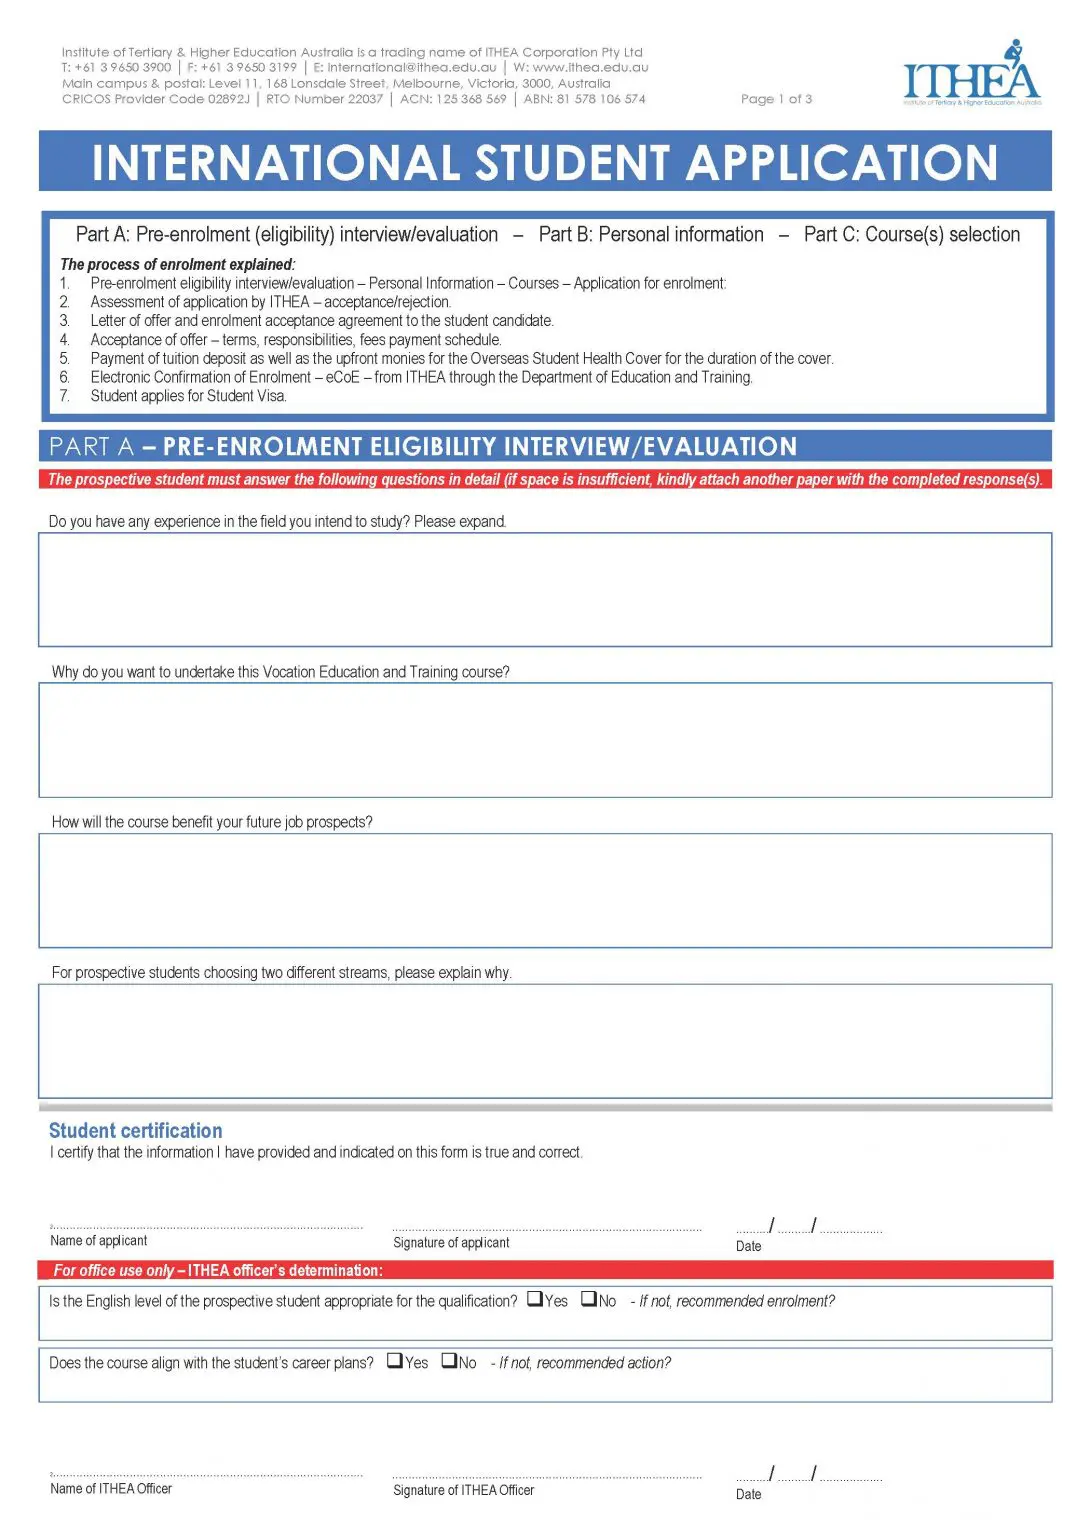 Institute of Tertiary & Higher Education Australia is a trading name of ITHEA Corporation Pty Ltd
T: +61 3 9650 3900 | F: +61 3 9650 3199 | E: International@ithea.edu.au | W: www.ithea.edu.au
Main campus & postal: Level 11, 168 Lonsdale Street, Melbourne, Victoria, 3000, Australia
CRICOS Provider Code 02892J | RTO Number 22037 | ACN: 125 368 569 | ABN: 81 578 106 574
Page 1 of 3
ITHEA
Institute of Tertiary & Higher Education Australia
INTERNATIONAL STUDENT APPLICATION
Part A: Pre-enrolment (eligibility) interview/evaluation – Part B: Personal information – Part C: Course(s) selection
The process of enrolment explained:
1. Pre-enrolment eligibility interview/evaluation – Personal Information – Courses – Application for enrolment:
2. Assessment of application by ITHEA – acceptance/rejection.
3. Letter of offer and enrolment acceptance agreement to the student candidate.
4. Acceptance of offer – terms, responsibilities, fees payment schedule.
5. Payment of tuition deposit as well as the upfront monies for the Overseas Student Health Cover for the duration of the cover.
6. Electronic Confirmation of Enrolment – eCoE – from ITHEA through the Department of Education and Training.
7. Student applies for Student Visa.
PART A – PRE-ENROLMENT ELIGIBILITY INTERVIEW/EVALUATION
The prospective student must answer the following questions in detail (if space is insufficient, kindly attach another paper with the completed response(s).
Do you have any experience in the field you intend to study? Please expand.
Why do you want to undertake this Vocation Education and Training course?
How will the course benefit your future job prospects?
For prospective students choosing two different streams, please explain why.
Student certification
I certify that the information I have provided and indicated on this form is true and correct.
........../ ........../ ...................
Name of applicant
Signature of applicant
Date
For office use only – ITHEA officer's determination:
Is the English level of the prospective student appropriate for the qualification? ❑Yes ❑No - If not, recommended enrolment?
Does the course align with the student's career plans? ❑Yes ❑No - If not, recommended action?
........../ ........../ ...................
Name of ITHEA Officer
Signature of ITHEA Officer
Date